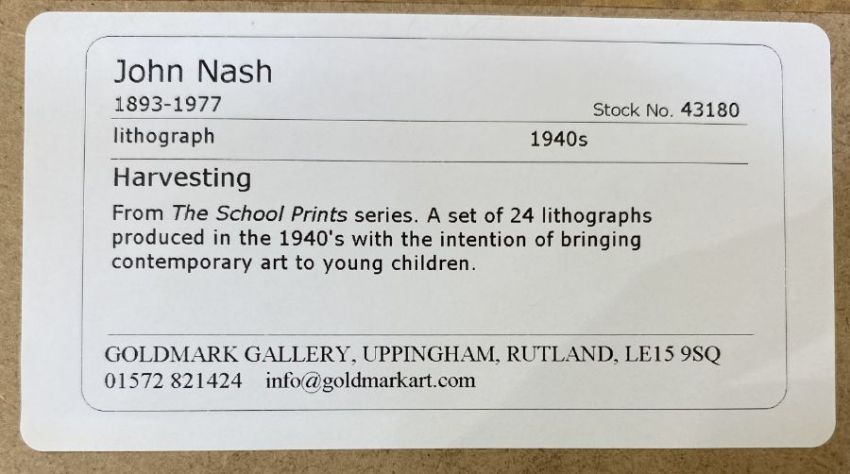 John Nash
1893-1977
Stock No. 43180
lithograph 1940s
Harvesting
From The School Prints series. A set of 24 lithographs
produced in the 1940's with the intention of bringing
contemporary art to young children.
GOLDMARK GALLERY, UPPINGHAM, RUTLAND, LE15 9SQ
01572 821424 info@goldmarkart.com